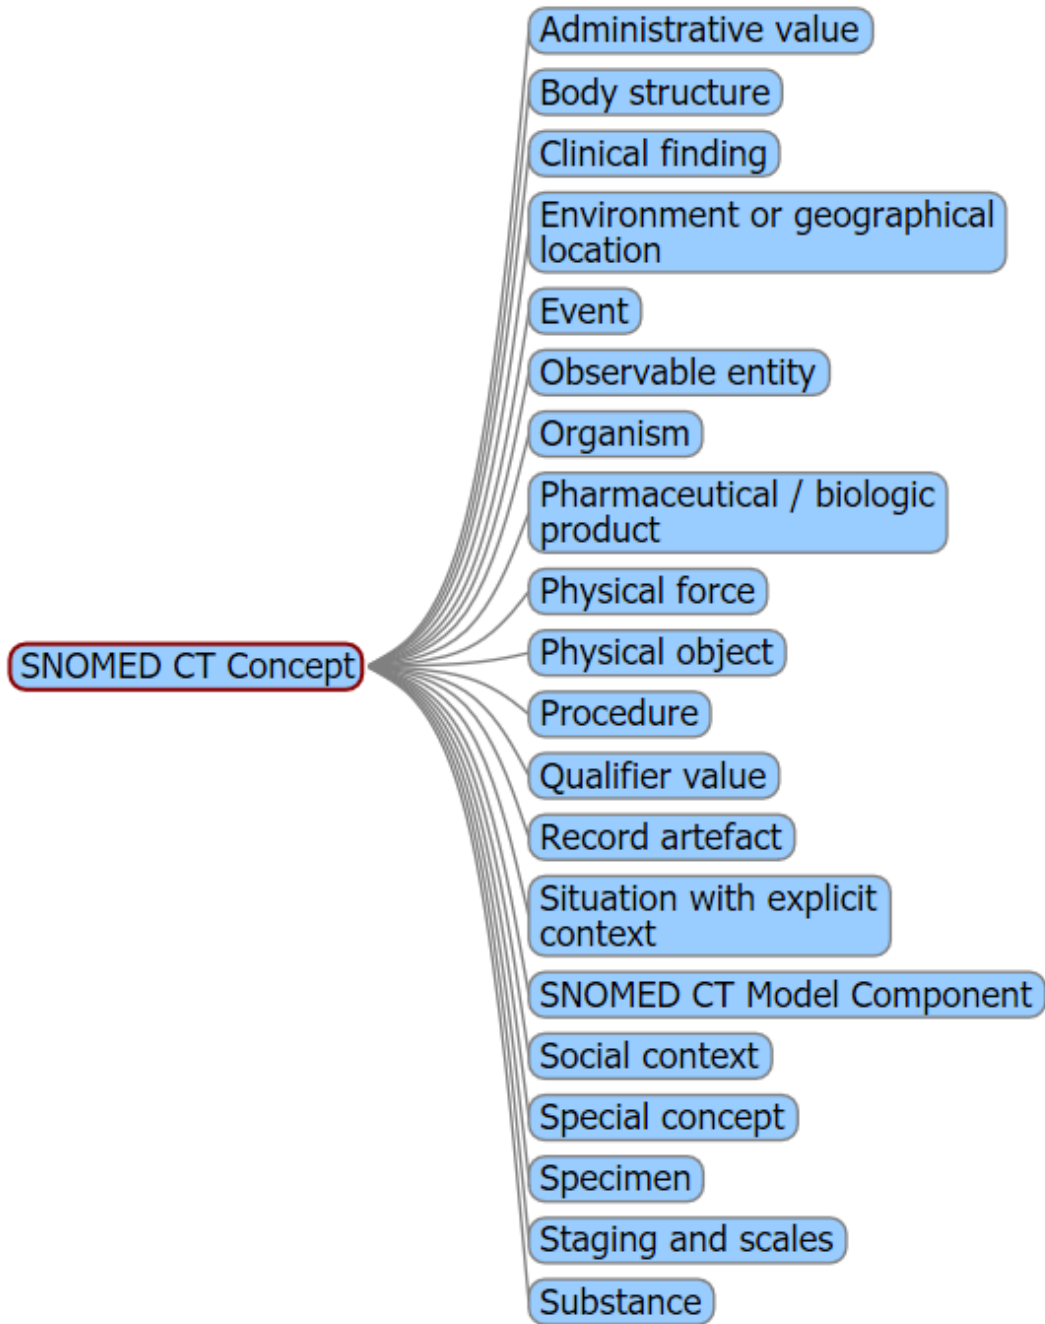 Administrative value
Body structure
Clinical finding
Environment or geographical
location
Event
Observable entity
Organism
Pharmaceutical / biologic
product
Physical force
SNOMED CT Concept
Physical object
Procedure
Qualifier value
Record artefact
Situation with explicit
context
SNOMED CT Model Component
Social context
Special concept
Specimen
Staging and scales
Substance